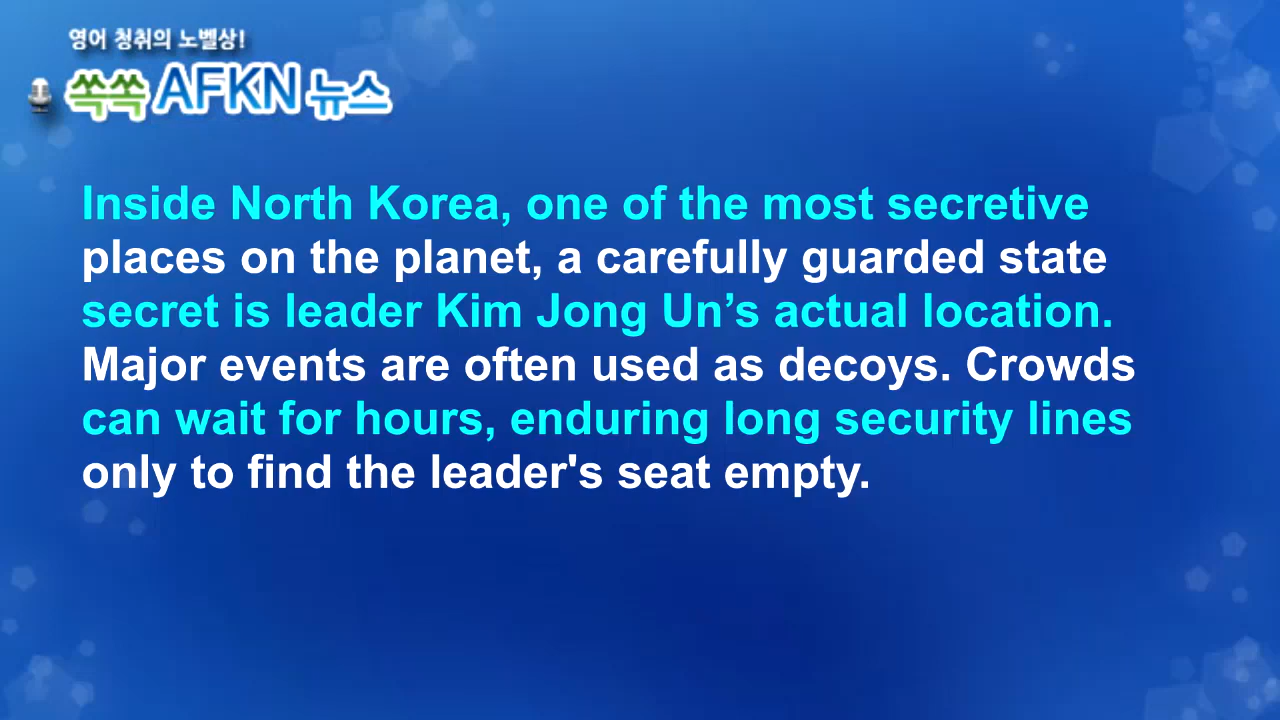 영어 청취의 노벨상!
쏙쏙 AFKN 뉴스
Inside North Korea, one of the most secretive
places on the planet, a carefully guarded state
secret is leader Kim Jong Un’s actual location.
Major events are often used as decoys. Crowds
can wait for hours, enduring long security lines
only to find the leader's seat empty.